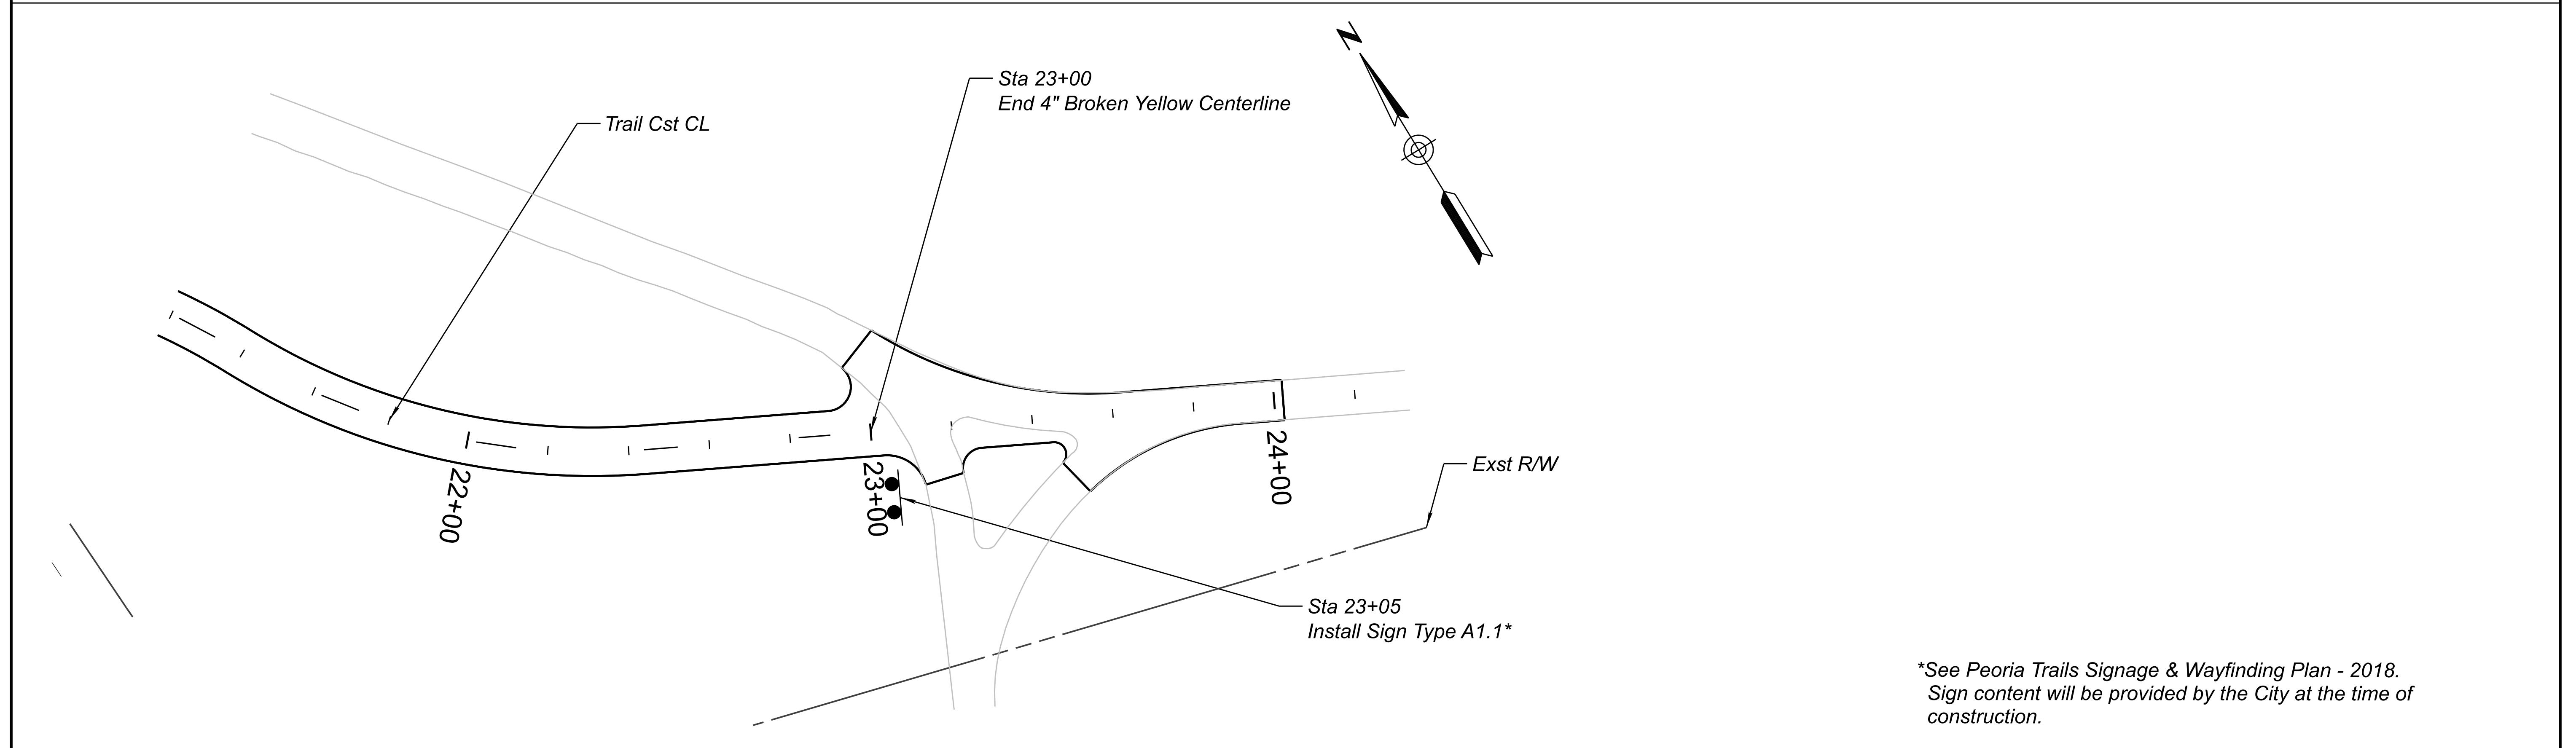 N
Sta 23+00
End 4" Broken Yellow Centerline
Trail Cst CL
22+00
23+00
24+00
Exst R/W
Sta 23+05
Install Sign Type A1.1*
*See Peoria Trails Signage & Wayfinding Plan - 2018.
Sign content will be provided by the City at the time of
construction.